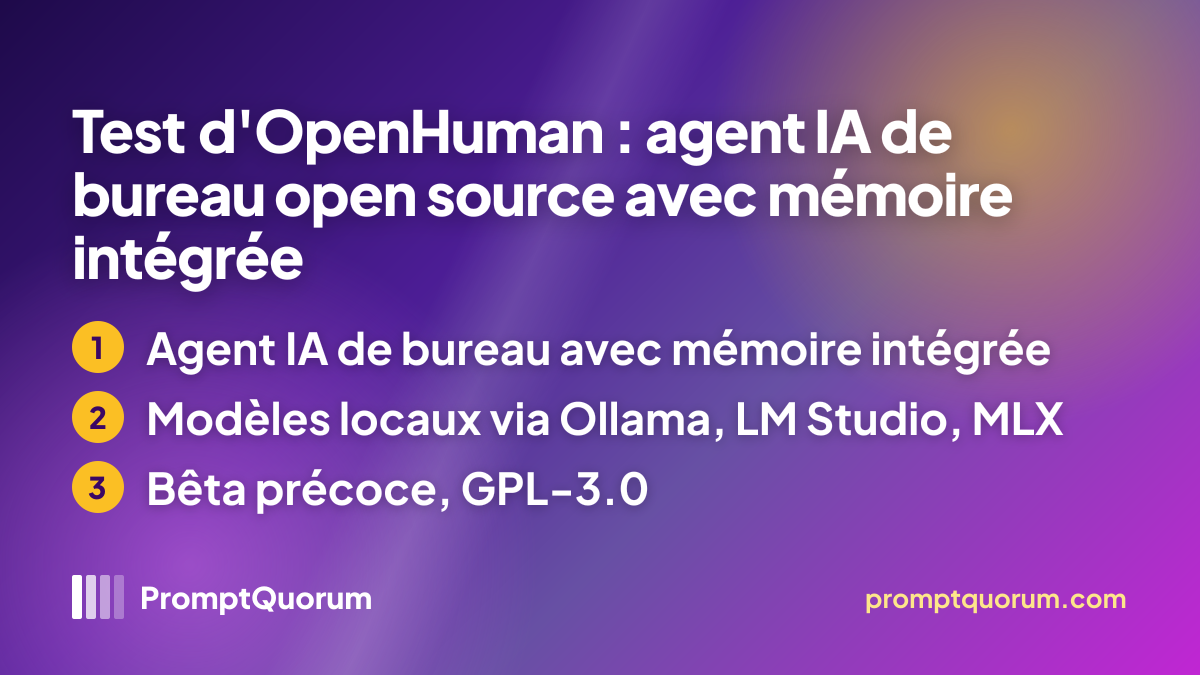 Test d'OpenHuman : agent IA de
bureau open source avec mémoire
intégrée
1 Agent IA de bureau avec mémoire intégrée
2 Modèles locaux via Ollama, LM Studio, MLX
3 Bêta précoce, GPL-3.0
PromptQuorum
promptquorum.com